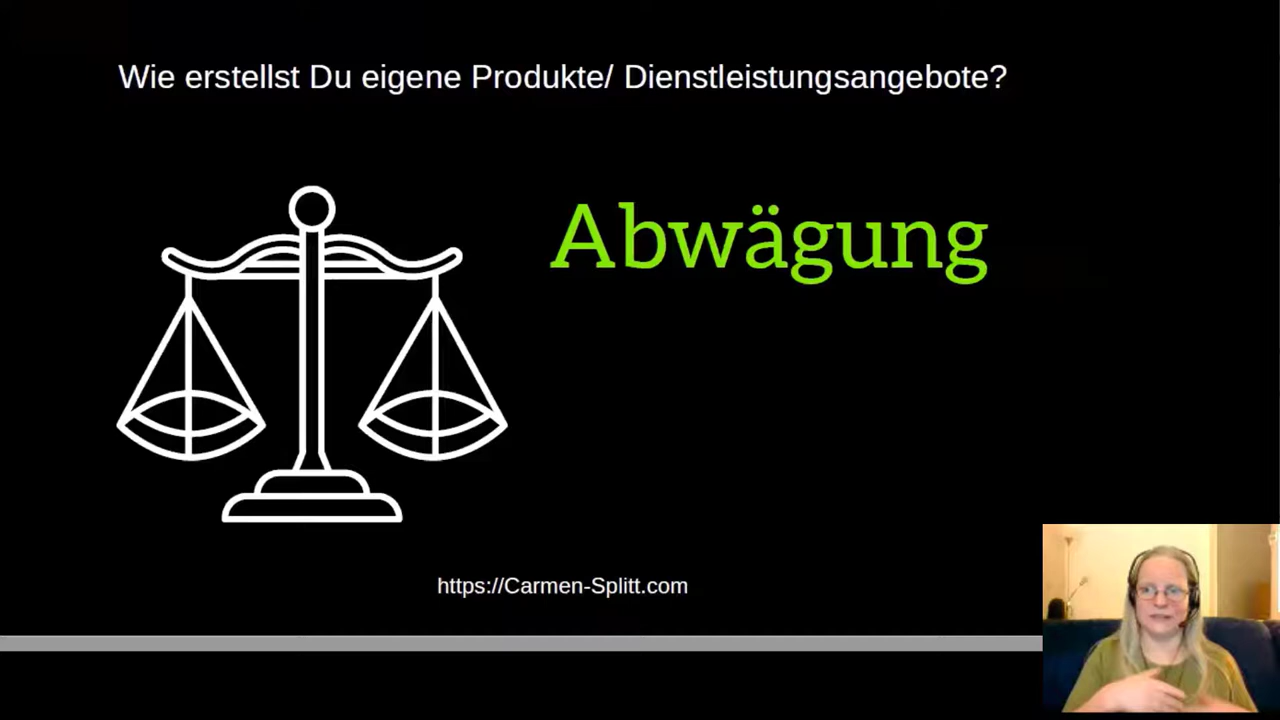 Wie erstellst Du eigene Produkte/ Dienstleistungsangebote?
Abwägung
https://Carmen-Splitt.com